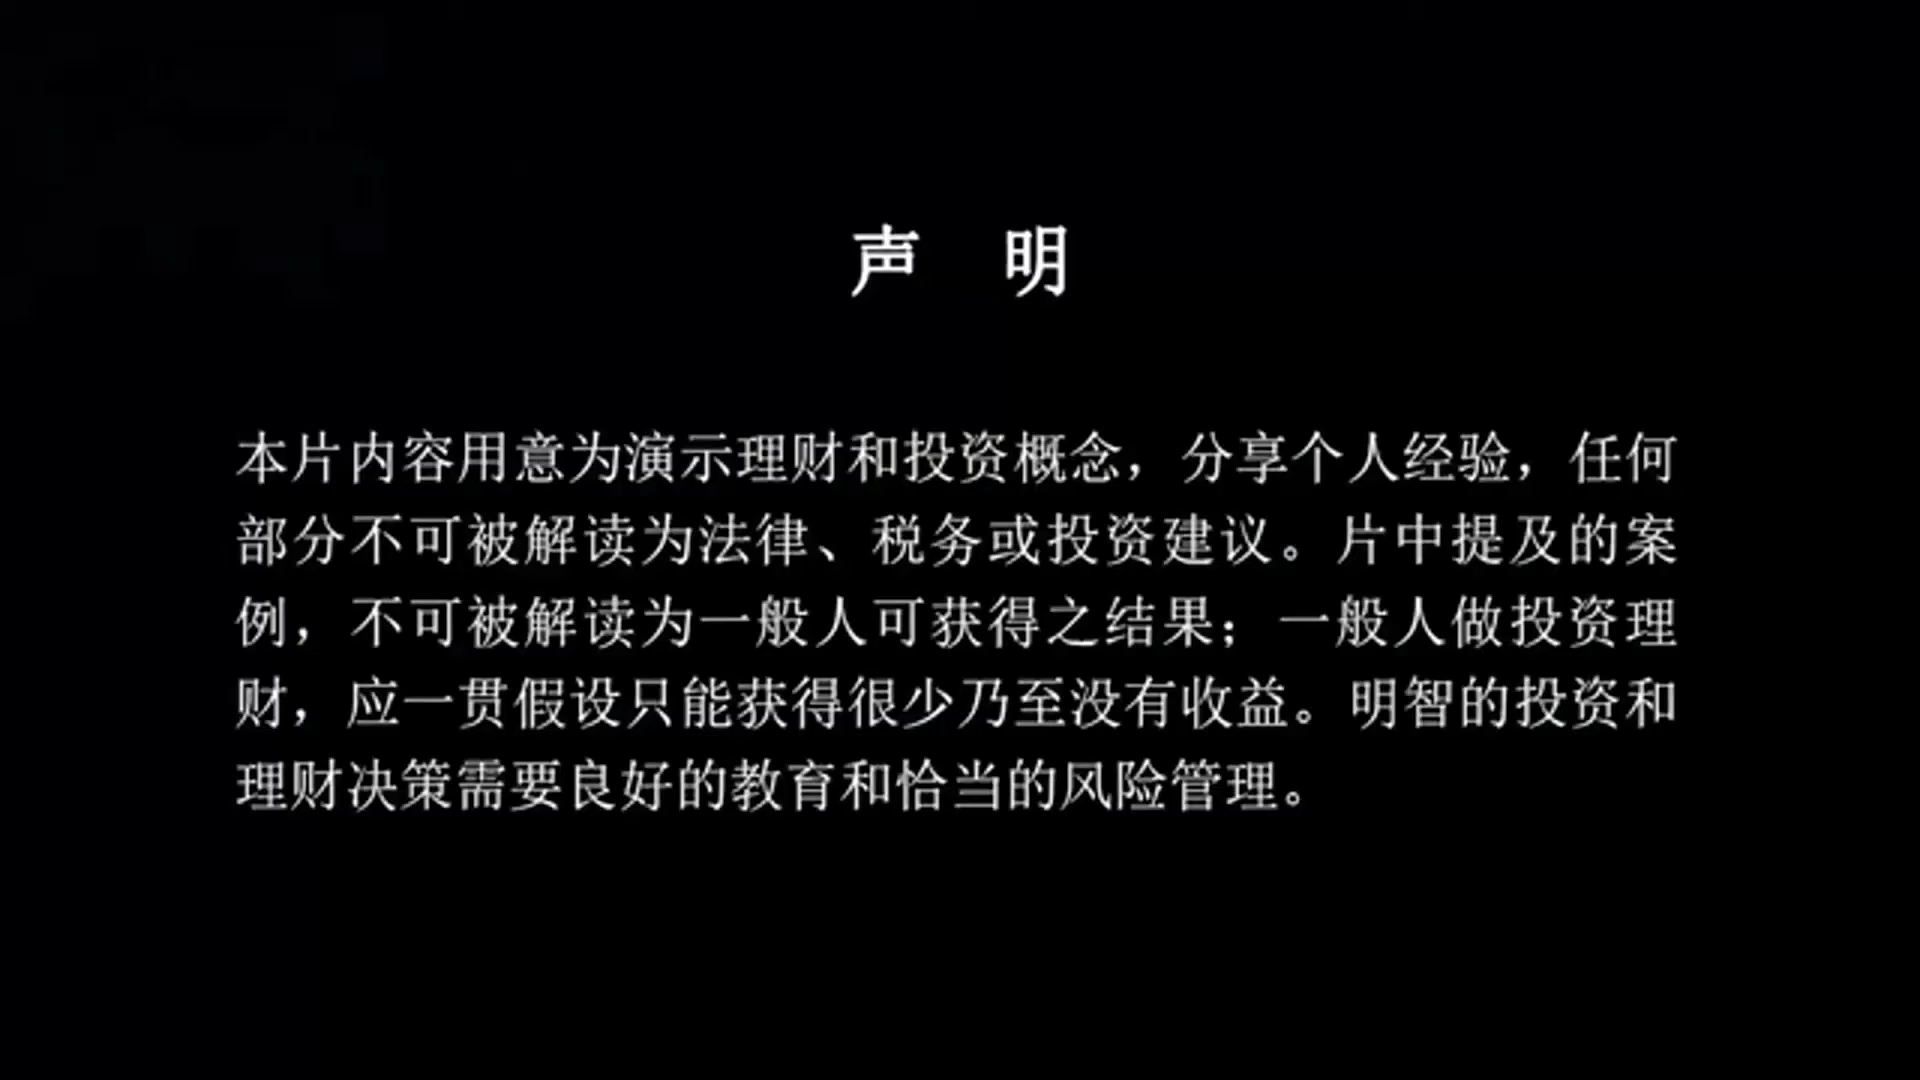 声 明
本片内容用意为演示理财和投资概念，分享个人经验，任何
部分不可被解读为法律、税务或投资建议。片中提及的案
例，不可被解读为一般人可获得之结果；一般人做投资理
财，应一贯假设只能获得很少乃至没有收益。明智的投资和
理财决策需要良好的教育和恰当的风险管理。